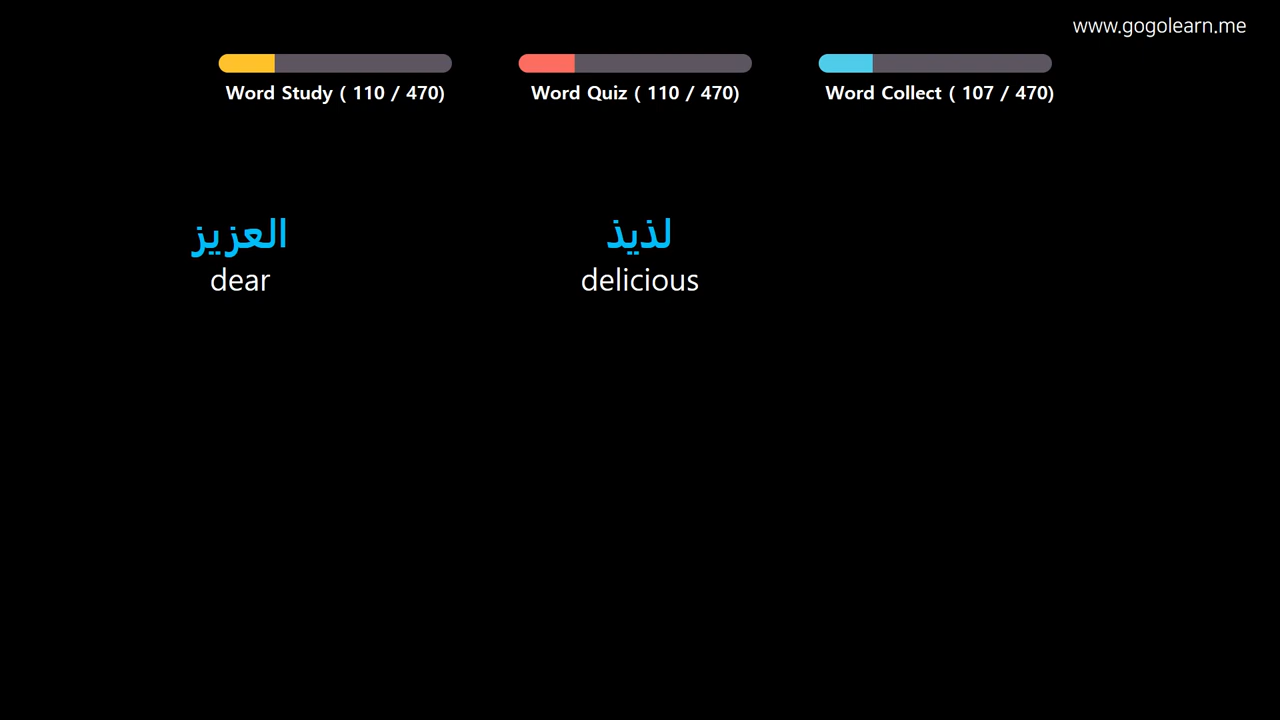 www.gogolearn.me
Word Study ( 110 / 470)
Word Quiz ( 110 / 470)
Word Collect ( 107 / 470)
العزيز
dear
لذيذ
delicious